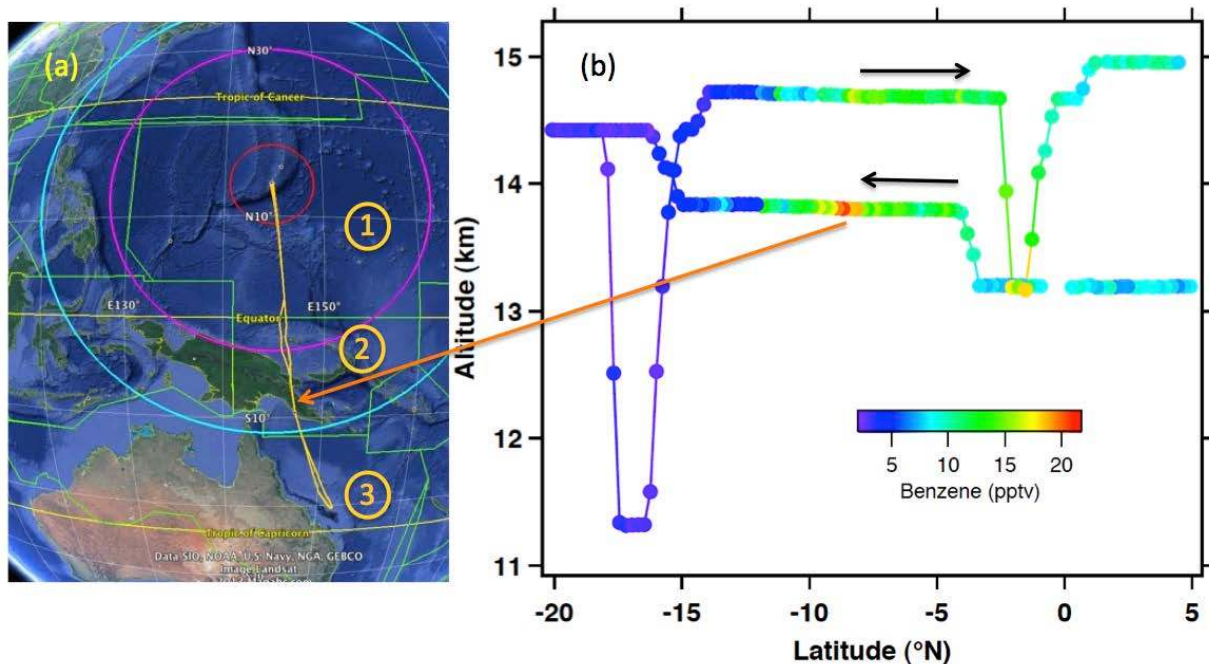 (a)
N30°
Tropic of Cancer
N10°
1
E130°
E150°
Equator
2
S10°
3
Tropic of Capricorn
Data SIO, NOAA, U.S. Navy, NGA, GEBCO
Image Landsat
(b)
15
14
13
12
11
Altitude (km)
5 10 15 20
Benzene (pptv)
-20 -15 -10 -5 0 5
Latitude (°N)